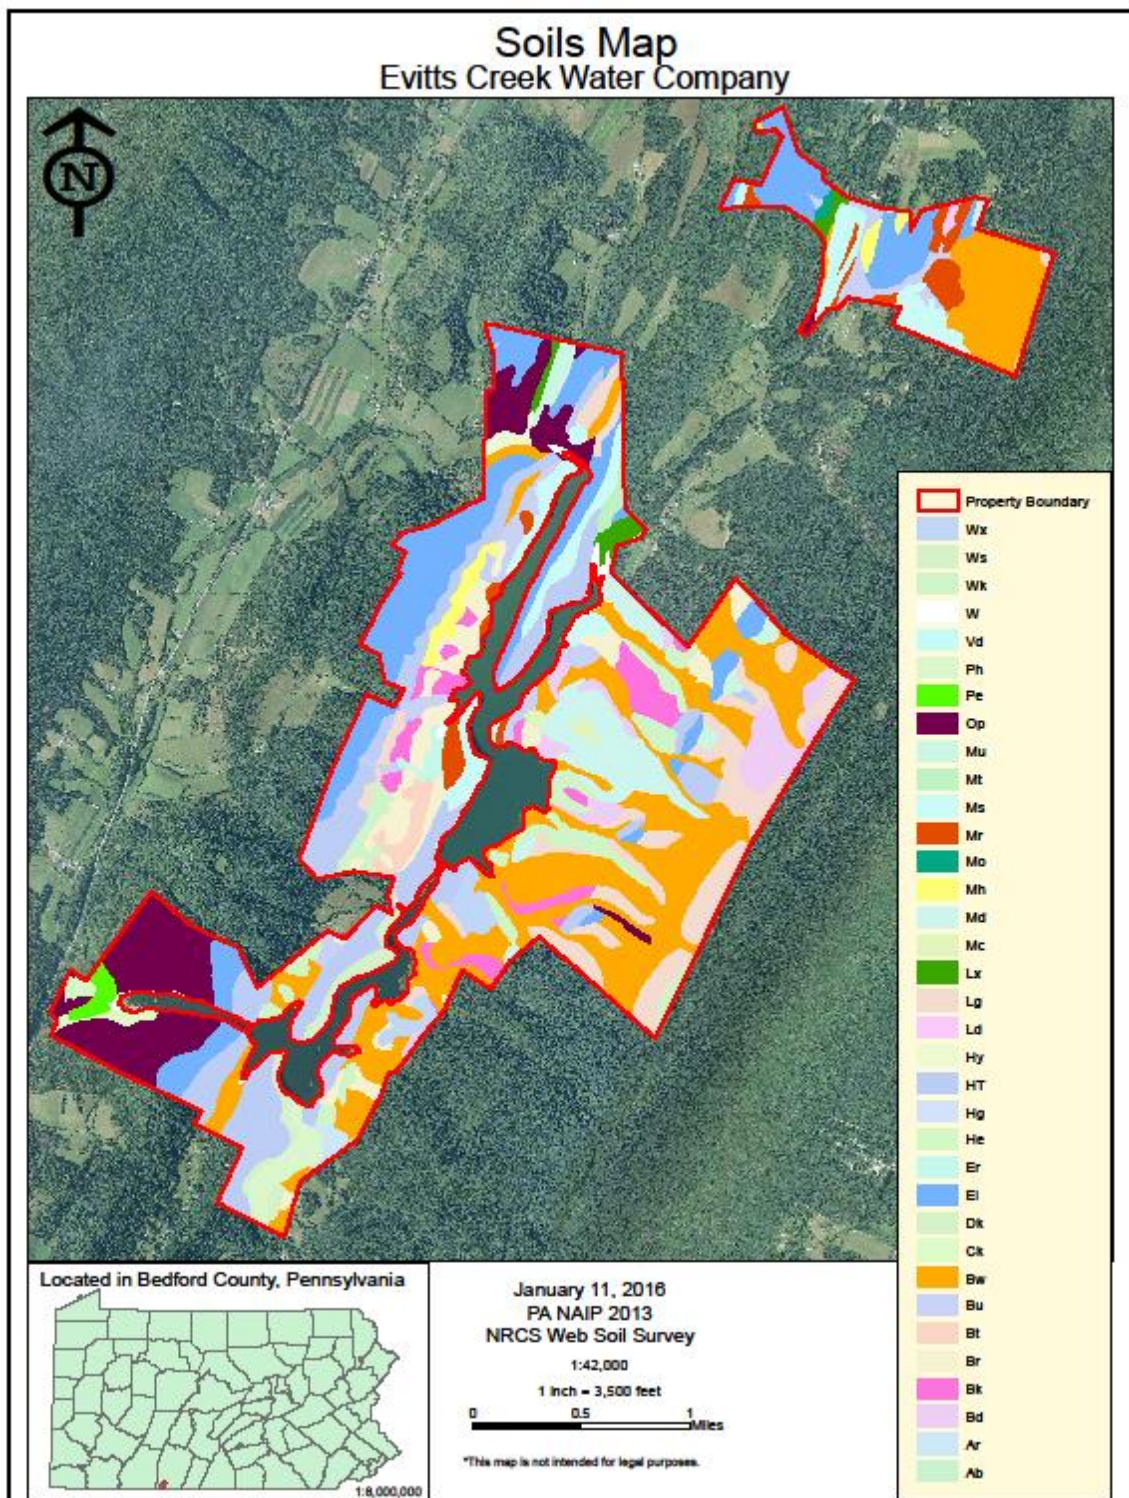 Soils Map
Evitts Creek Water Company
N
Property Boundary
Wx
Ws
Wk
W
Vd
Ph
Pe
Op
Mu
Mt
Ms
Mr
Mo
Mh
Md
Mc
Lx
Lg
Ld
Hy
HT
Hg
He
Er
El
Dk
Ck
Bw
Bu
Bt
Br
Bk
Bd
Ar
Ab
Located in Bedford County, Pennsylvania
1:8,000,000
January 11, 2016
PA NAIP 2013
NRCS Web Soil Survey
1:42,000
1 inch = 3,500 feet
0 0.5 1
Miles
*This map is not intended for legal purposes.